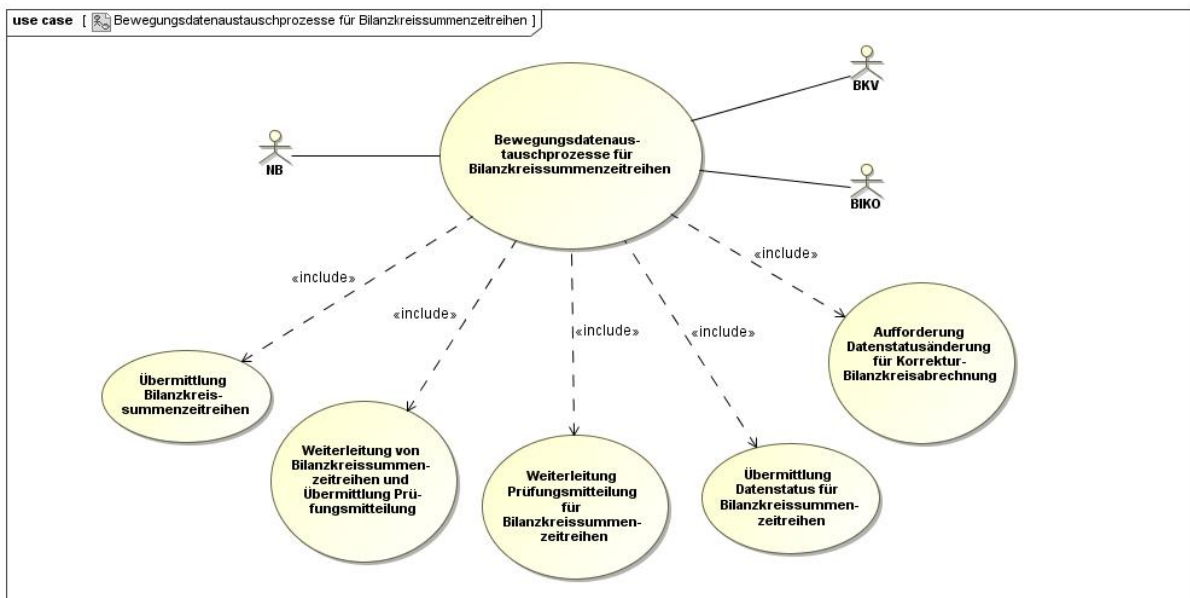 use case [ Bewegungsdatenaustauschprozesse für Bilanzkreissummenzeitreihen ]
BKV
Bewegungsdatenaus-
tauschprozesse für
Bilanzkreissummenzeitreihen
NB
BIKO
«include»
«include»
«include»
«include»
«include»
Aufforderung
Datenstatusänderung
für Korrektur-
Bilanzkreisabrechnung
Übermittlung
Bilanzkreis-
summenzeitreihen
Weiterleitung von
Bilanzkreissummen-
zeitreihen und
Übermittlung Prü-
fungsmitteilung
Weiterleitung
Prüfungsmitteilung
für
Bilanzkreissummen-
zeitreihen
Übermittlung
Datenstatus für
Bilanzkreissummen-
zeitreihen